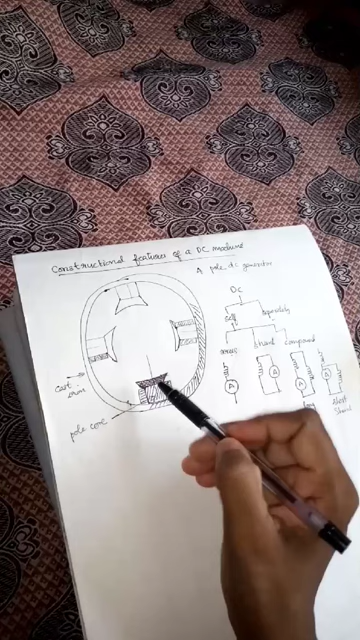 Constructional features of a DC machine
4 pole dc generator
DC
self
separately
series
shunt
compound
A
A
A
A
short
shunt
cast
iron
pole core